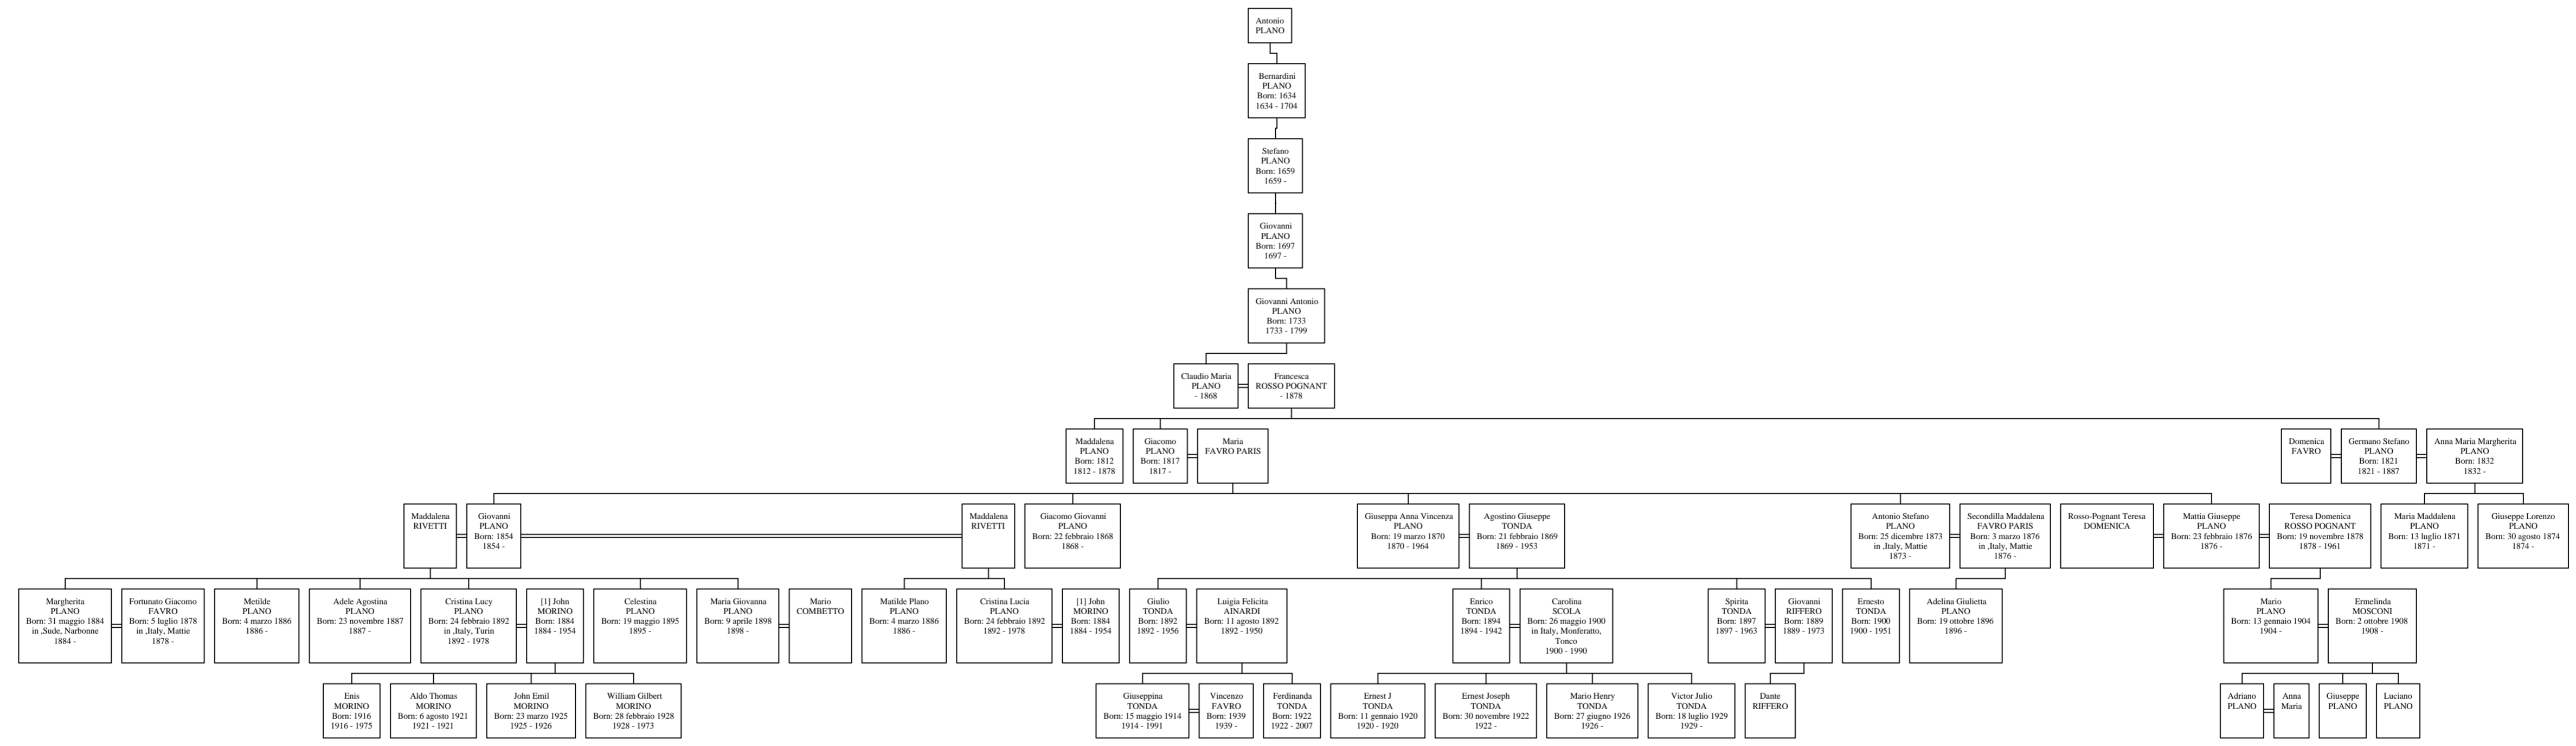 Antonio
PLANO
Bernardini
PLANO
Born: 1634
1634 - 1704
Stefano
PLANO
Born: 1659
1659 -
Giovanni
PLANO
Born: 1697
1697 -
Giovanni Antonio
PLANO
Born: 1733
1733 - 1799
Claudio Maria
PLANO
- 1868
Francesca
ROSSO POGNANT
- 1878
Maddalena
PLANO
Born: 1812
1812 - 1878
Giacomo
PLANO
Born: 1817
1817 -
Maria
FAVRO PARIS
Domenica
FAVRO
Germano Stefano
PLANO
Born: 1821
1821 - 1887
Anna Maria Margherita
PLANO
Born: 1832
1832 -
Maddalena
RIVETTI
Giovanni
PLANO
Born: 1854
1854 -
Maddalena
RIVETTI
Giacomo Giovanni
PLANO
Born: 22 febbraio 1868
1868 -
Giuseppa Anna Vincenza
PLANO
Born: 19 marzo 1870
1870 - 1964
Agostino Giuseppe
TONDA
Born: 21 febbraio 1869
1869 - 1953
Antonio Stefano
PLANO
Born: 25 dicembre 1873
in ,Italy, Mattie
1873 -
Secondilla Maddalena
FAVRO PARIS
Born: 3 marzo 1876
in ,Italy, Mattie
1876 -
Rosso-Pognant Teresa
DOMENICA
Mattia Giuseppe
PLANO
Born: 23 febbraio 1876
1876 -
Teresa Domenica
ROSSO POGNANT
Born: 19 novembre 1878
1878 - 1961
Maria Maddalena
PLANO
Born: 13 luglio 1871
1871 -
Giuseppe Lorenzo
PLANO
Born: 30 agosto 1874
1874 -
Margherita
PLANO
Born: 31 maggio 1884
in ,Sude, Narbonne
1884 -
Fortunato Giacomo
FAVRO
Born: 5 luglio 1878
in ,Italy, Mattie
1878 -
Metilde
PLANO
Born: 4 marzo 1886
1886 -
Adele Agostina
PLANO
Born: 23 novembre 1887
1887 -
Cristina Lucy
PLANO
Born: 24 febbraio 1892
in ,Italy, Turin
1892 - 1978
[1] John
MORINO
Born: 1884
1884 - 1954
Celestina
PLANO
Born: 19 maggio 1895
1895 -
Maria Giovanna
PLANO
Born: 9 aprile 1898
1898 -
Mario
COMBETTO
Matilde Plano
PLANO
Born: 4 marzo 1886
1886 -
Cristina Lucia
PLANO
Born: 24 febbraio 1892
1892 - 1978
[1] John
MORINO
Born: 1884
1884 - 1954
Giulio
TONDA
Born: 1892
1892 - 1956
Luigia Felicita
AINARDI
Born: 11 agosto 1892
1892 - 1950
Enrico
TONDA
Born: 1894
1894 - 1942
Carolina
SCOLA
Born: 26 maggio 1900
in Italy, Monferatto,
Tonco
1900 - 1990
Spirita
TONDA
Born: 1897
1897 - 1963
Giovanni
RIFFERO
Born: 1889
1889 - 1973
Ernesto
TONDA
Born: 1900
1900 - 1951
Adelina Giulietta
PLANO
Born: 19 ottobre 1896
1896 -
Mario
PLANO
Born: 13 gennaio 1904
1904 -
Ermelinda
MOSCONI
Born: 2 ottobre 1908
1908 -
Enis
MORINO
Born: 1916
1916 - 1975
Aldo Thomas
MORINO
Born: 6 agosto 1921
1921 - 1921
John Emil
MORINO
Born: 23 marzo 1925
1925 - 1926
William Gilbert
MORINO
Born: 28 febbraio 1928
1928 - 1973
Giuseppina
TONDA
Born: 15 maggio 1914
1914 - 1991
Vincenzo
FAVRO
Born: 1939
1939 -
Ferdinanda
TONDA
Born: 1922
1922 - 2007
Ernest J
TONDA
Born: 11 gennaio 1920
1920 - 1920
Ernest Joseph
TONDA
Born: 30 novembre 1922
1922 -
Mario Henry
TONDA
Born: 27 giugno 1926
1926 -
Victor Julio
TONDA
Born: 18 luglio 1929
1929 -
Dante
RIFFERO
Adriano
PLANO
Anna
Maria
Giuseppe
PLANO
Luciano
PLANO